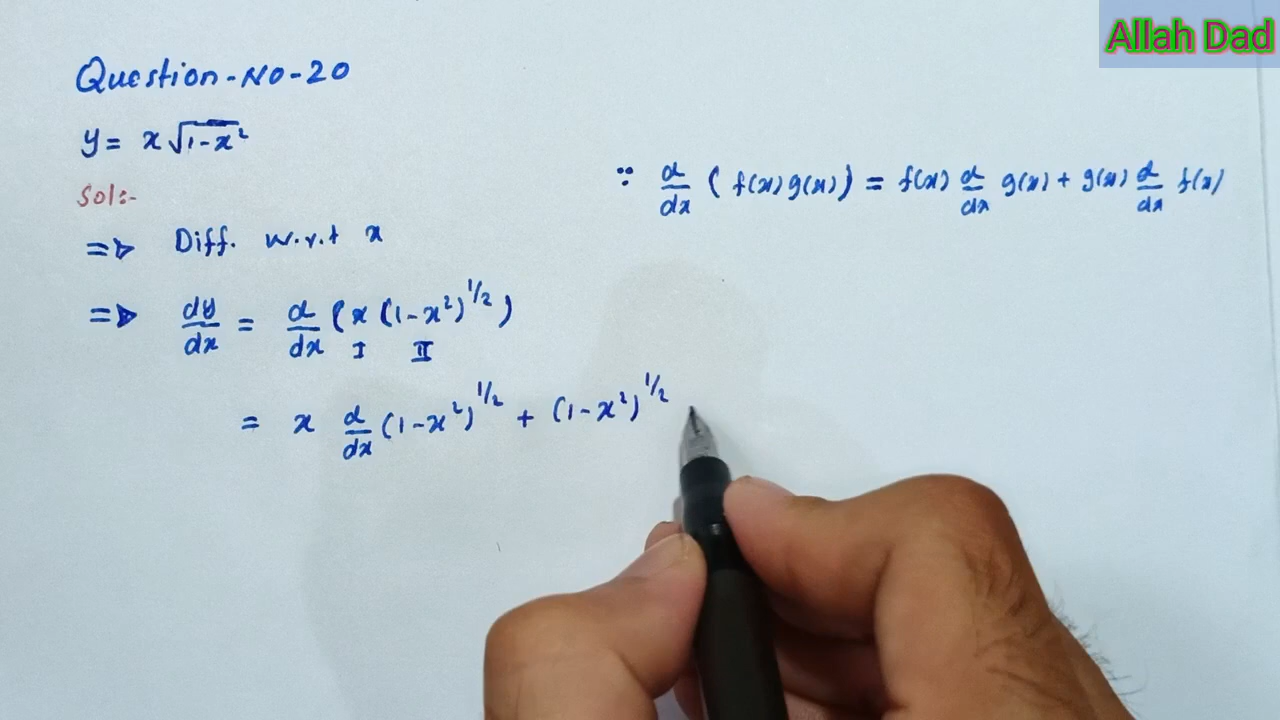 Allah Dad
Question-No-20
y = x √1-x²
Sol:-
∵ d/dx ( f(x) g(x) ) = f(x) d/dx g(x) + g(x) d/dx f(x)
=> Diff. w.r.t x
=> dy/dx = d/dx ( x (1-x²)^1/2 )
I II
= x d/dx (1-x²)^1/2 + (1-x²)^1/2